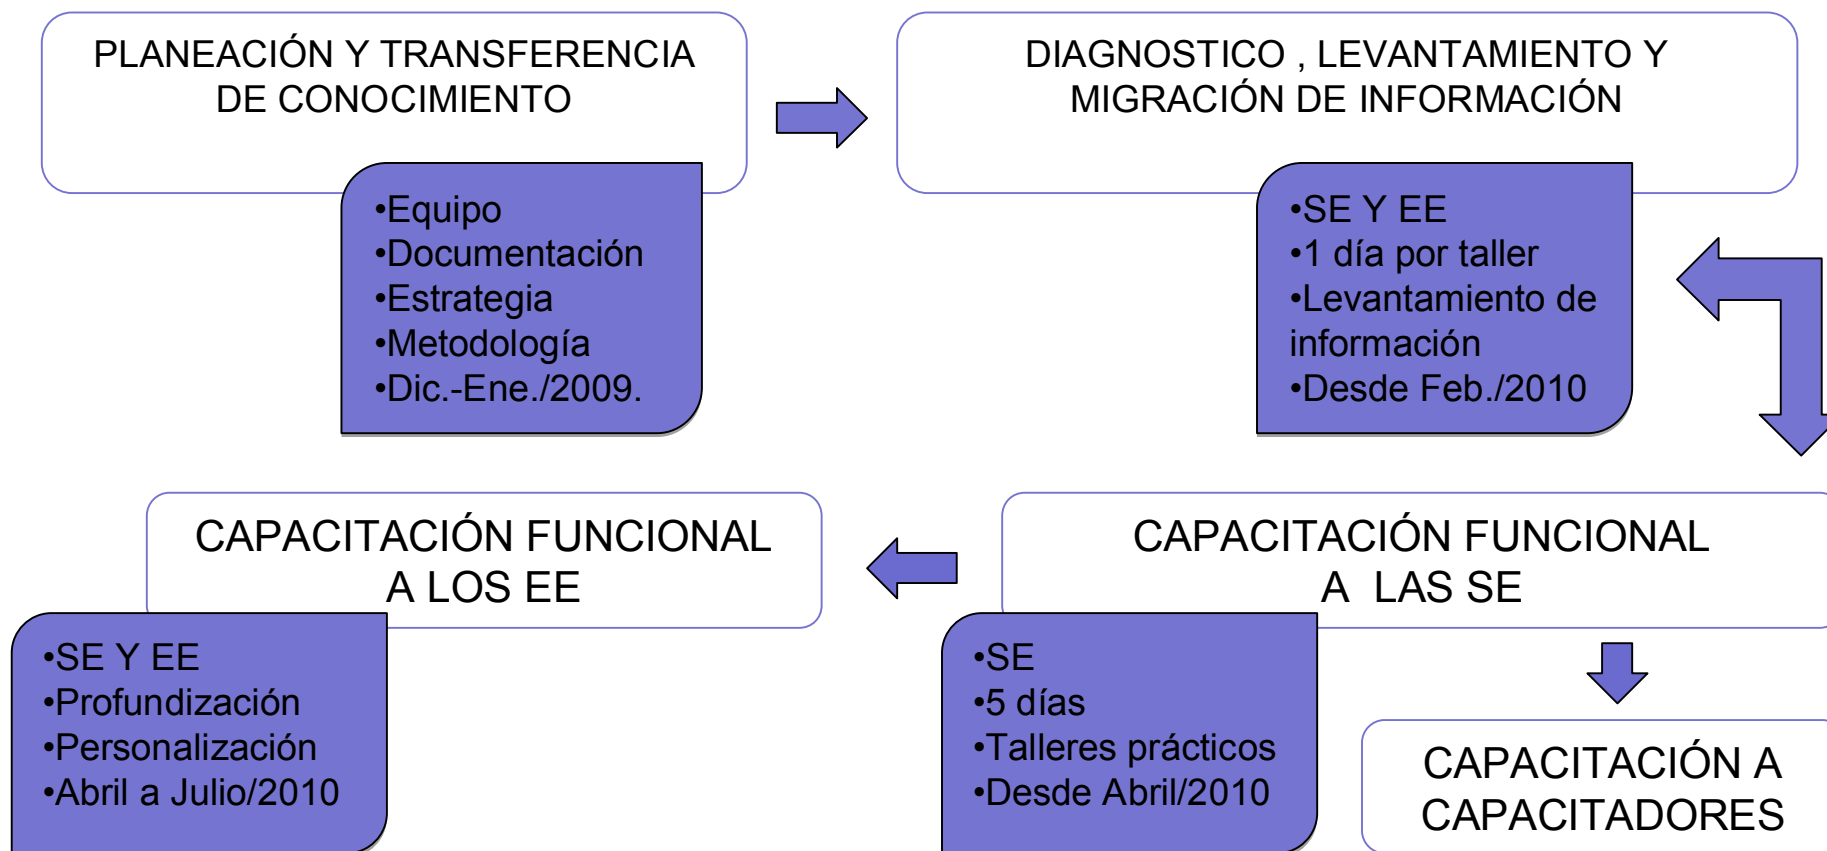 PLANEACIÓN Y TRANSFERENCIA
DE CONOCIMIENTO
•Equipo
•Documentación
•Estrategia
•Metodología
•Dic.-Ene./2009.
DIAGNOSTICO , LEVANTAMIENTO Y
MIGRACIÓN DE INFORMACIÓN
•SE Y EE
•1 día por taller
•Levantamiento de
información
•Desde Feb./2010
CAPACITACIÓN FUNCIONAL
A LOS EE
•SE Y EE
•Profundización
•Personalización
•Abril a Julio/2010
CAPACITACIÓN FUNCIONAL
A LAS SE
•SE
•5 días
•Talleres prácticos
•Desde Abril/2010
CAPACITACIÓN A
CAPACITADORES